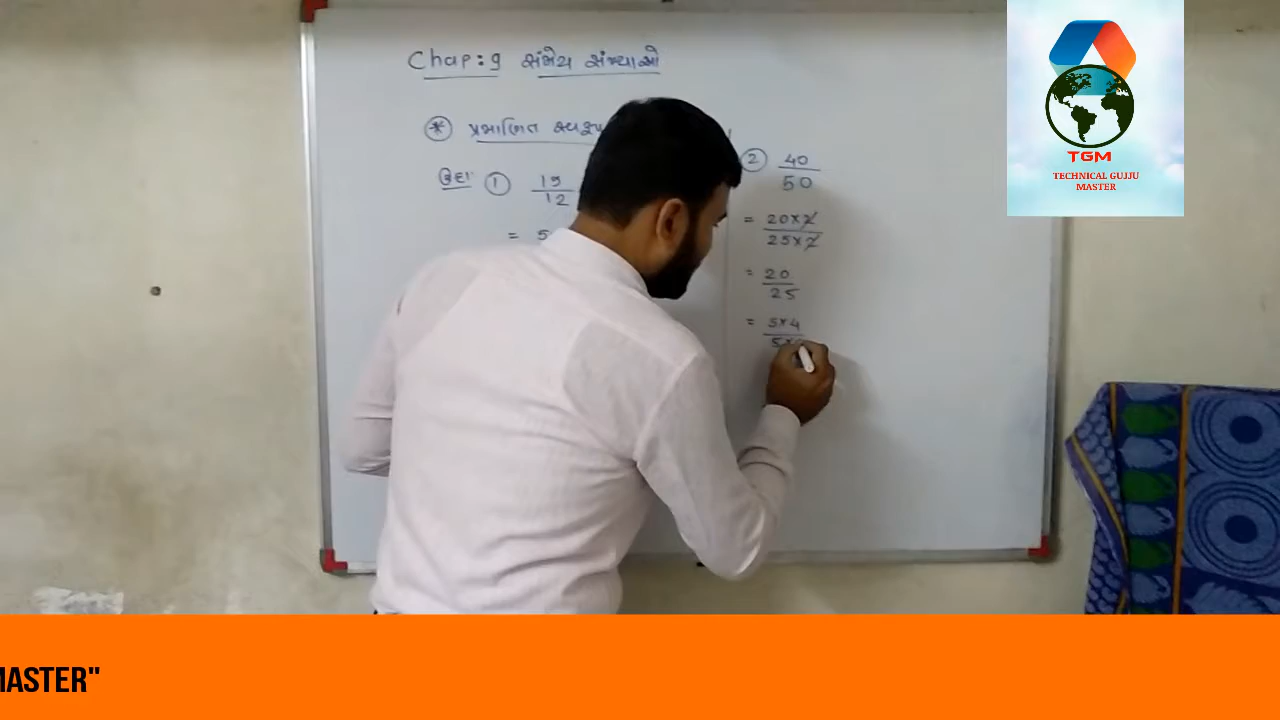 Chap: 9 સંમેય સંખ્યાઓ
* પ્રમાણિત સ્વરૂપ
ઉદા: 1 15
12
= 5
2 40
50
= 20×2
25×2
= 20
25
= 5×4
5×
TGM
TECHNICAL GUJJU
MASTER
MASTER"